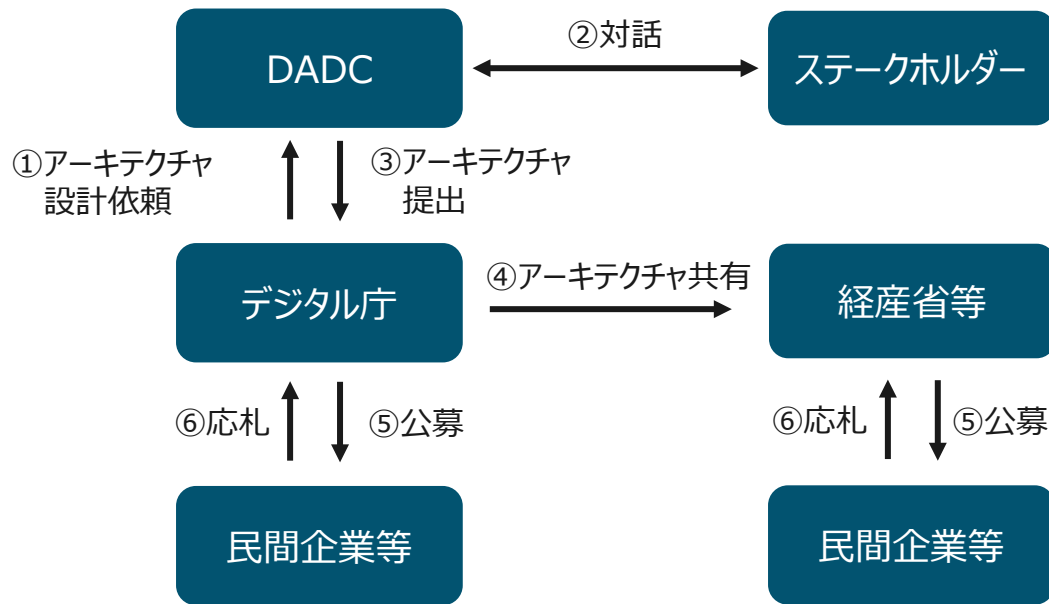 DADC
②対話
ステークホルダー
①アーキテクチャ
設計依頼
③アーキテクチャ
提出
デジタル庁
④アーキテクチャ共有
経産省等
⑥応札
⑤公募
⑥応札
⑤公募
民間企業等
民間企業等